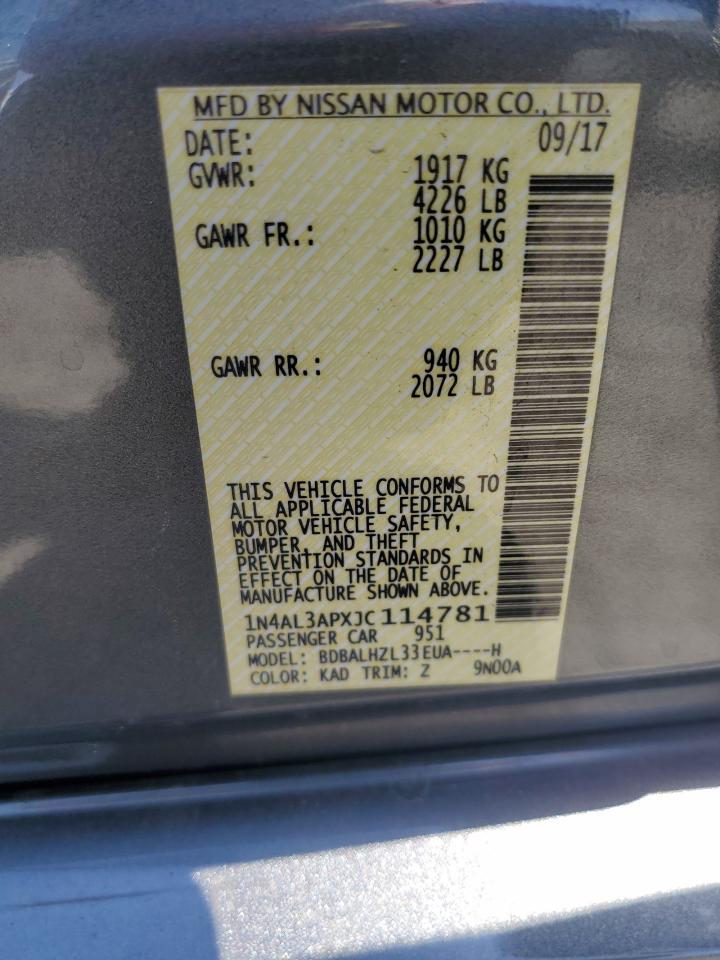 MFD BY NISSAN MOTOR CO., LTD.
DATE: 09/17
GVWR: 1917 KG
4226 LB
GAWR FR.: 1010 KG
2227 LB
GAWR RR.: 940 KG
2072 LB
THIS VEHICLE CONFORMS TO
ALL APPLICABLE FEDERAL
MOTOR VEHICLE SAFETY,
BUMPER, AND THEFT
PREVENTION STANDARDS IN
EFFECT ON THE DATE OF
MANUFACTURE SHOWN ABOVE.
1N4AL3APXJC114781
PASSENGER CAR 951
MODEL: BDBALHZL33EUA----H
COLOR: KAD TRIM: Z 9N00A